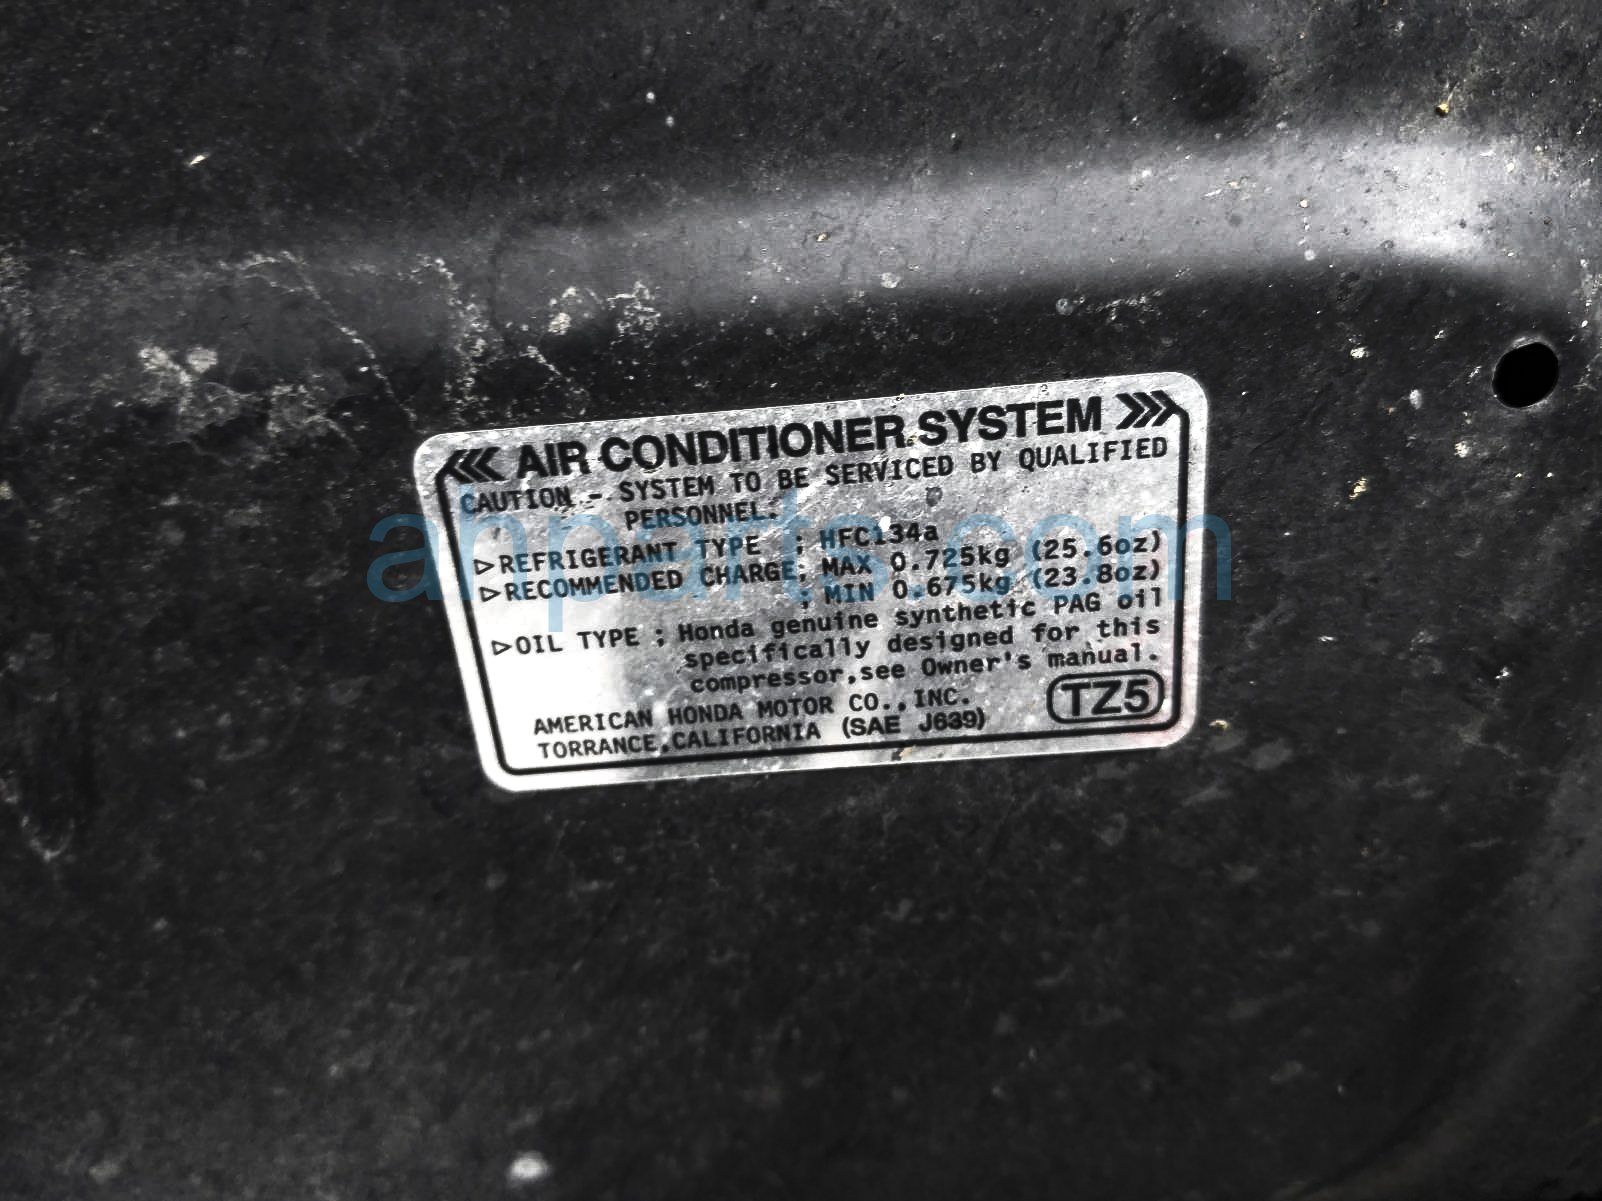 AIR CONDITIONER SYSTEM
CAUTION - SYSTEM TO BE SERVICED BY QUALIFIED
PERSONNEL.
▷REFRIGERANT TYPE ; HFC134a
▷RECOMMENDED CHARGE; MAX 0.725kg (25.6oz)
; MIN 0.675kg (23.8oz)
▷OIL TYPE ; Honda genuine synthetic PAG oil
specifically designed for this
compressor,see Owner's manual.
AMERICAN HONDA MOTOR CO.,INC.
TORRANCE,CALIFORNIA (SAE J639)
TZ5
ahparts.com